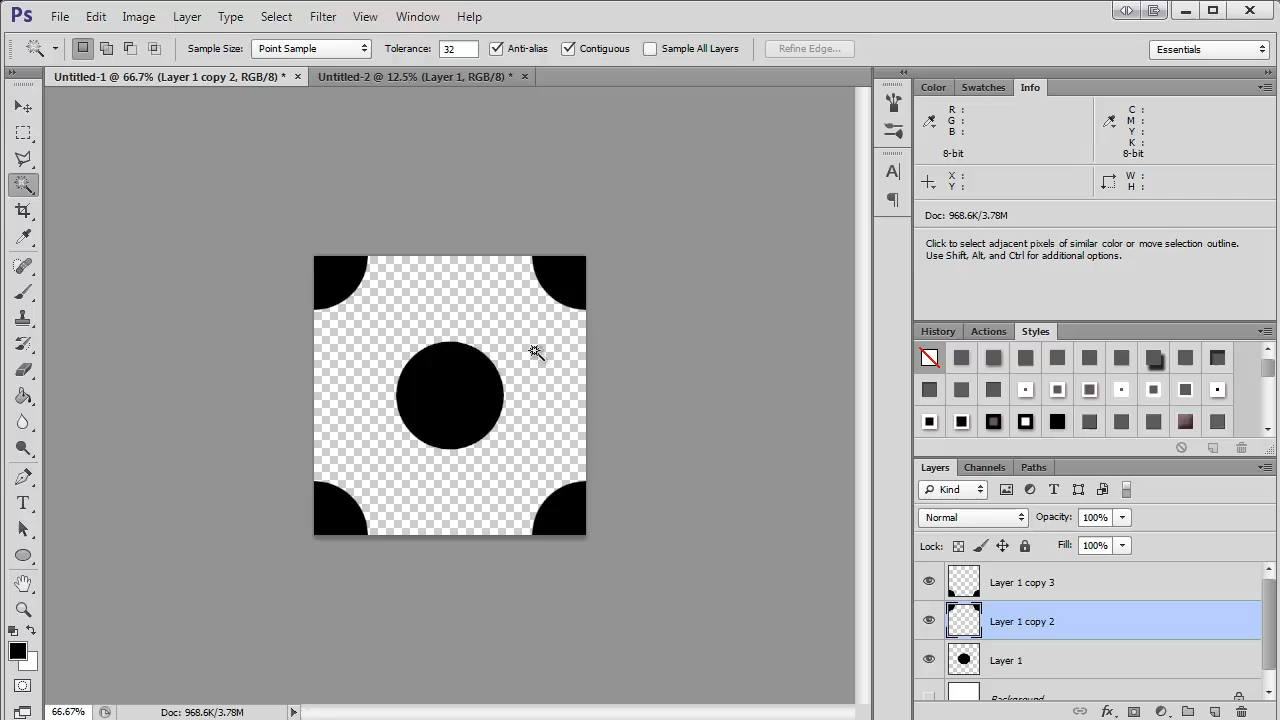 Ps File Edit Image Layer Type Select Filter View Window Help
Sample Size: Point Sample Tolerance: 32 Anti-alias Contiguous Sample All Layers Refine Edge... Essentials
Untitled-1 @ 66.7% (Layer 1 copy 2, RGB/8) * × Untitled-2 @ 12.5% (Layer 1, RGB/8) * ×
Color Swatches Info
R : C :
G : M :
B : Y :
K :
8-bit 8-bit
X : W :
Y : H :
Doc: 968.6K/3.78M
Click to select adjacent pixels of similar color or move selection outline.
Use Shift, Alt, and Ctrl for additional options.
History Actions Styles
Layers Channels Paths
Kind
Normal Opacity: 100%
Lock: Fill: 100%
Layer 1 copy 3
Layer 1 copy 2
Layer 1
Background
66.67% Doc: 968.6K/3.78M